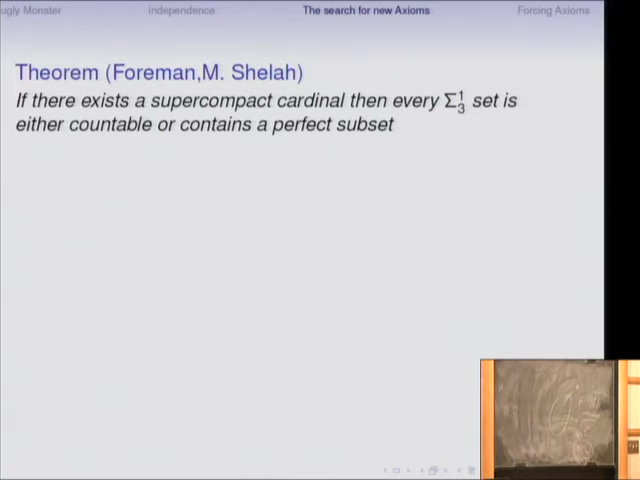 ugly Monster
independence
The search for new Axioms
Forcing Axioms
Theorem (Foreman,M. Shelah)
If there exists a supercompact cardinal then every Σ¹₃ set is
either countable or contains a perfect subset